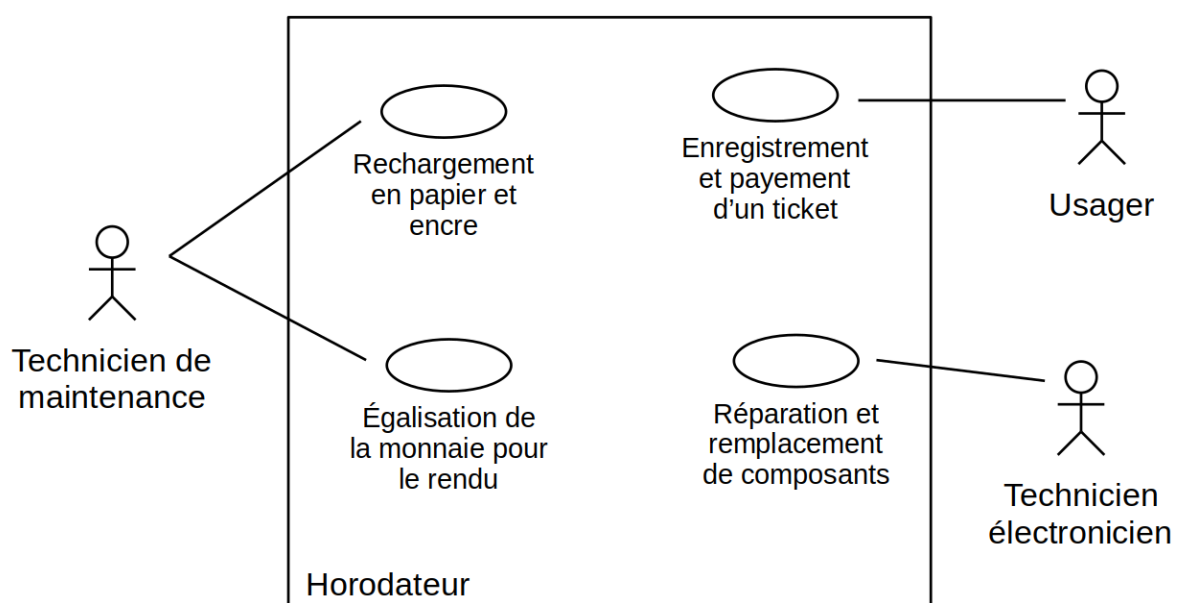 Rechargement
en papier et
encre
Enregistrement
et payement
d’un ticket
Usager
Technicien de
maintenance
Égalisation de
la monnaie pour
le rendu
Réparation et
remplacement
de composants
Technicien
électronicien
Horodateur